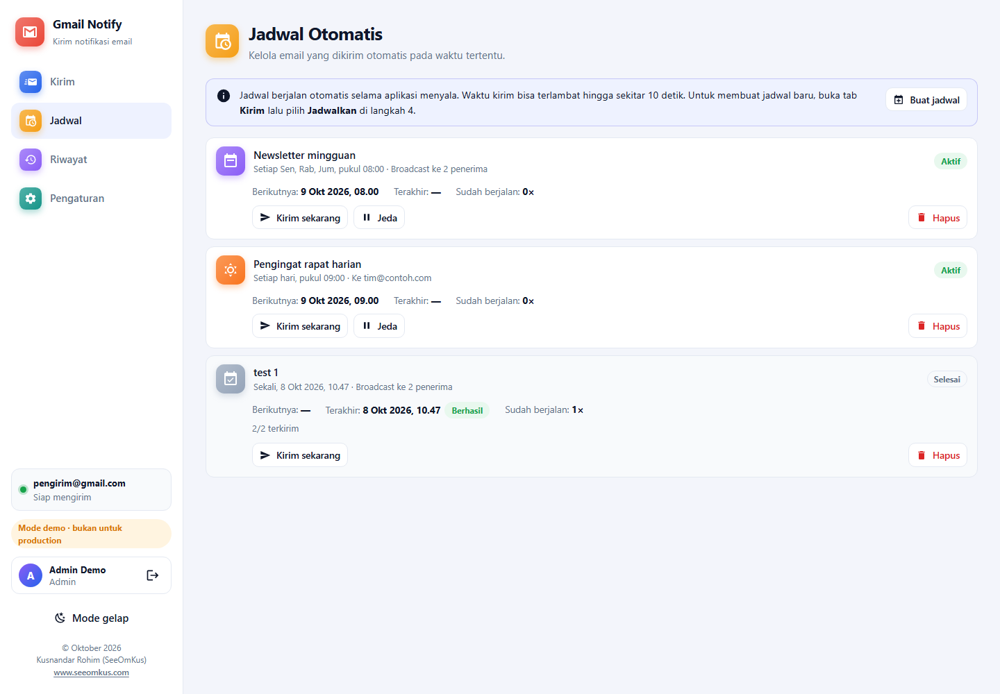 Gmail Notify
Kirim notifikasi email
Kirim
Jadwal
Riwayat
Pengaturan
pengirim@gmail.com
Siap mengirim
Mode demo · bukan untuk
production
A
Admin Demo
Admin
Mode gelap
© Oktober 2026
Kusnandar Rohim (SeeOmKus)
www.seeomkus.com
Jadwal Otomatis
Kelola email yang dikirim otomatis pada waktu tertentu.
Jadwal berjalan otomatis selama aplikasi menyala. Waktu kirim bisa terlambat hingga sekitar 10 detik. Untuk membuat jadwal baru, buka tab
Kirim lalu pilih Jadwalkan di langkah 4.
Buat jadwal
Newsletter mingguan
Setiap Sen, Rab, Jum, pukul 08:00 · Broadcast ke 2 penerima
Aktif
Berikutnya: 9 Okt 2026, 08.00 Terakhir: — Sudah berjalan: 0×
Kirim sekarang Jeda Hapus
Pengingat rapat harian
Setiap hari, pukul 09:00 · Ke tim@contoh.com
Aktif
Berikutnya: 9 Okt 2026, 09.00 Terakhir: — Sudah berjalan: 0×
Kirim sekarang Jeda Hapus
test 1
Sekali, 8 Okt 2026, 10.47 · Broadcast ke 2 penerima
Selesai
Berikutnya: — Terakhir: 8 Okt 2026, 10.47 Berhasil Sudah berjalan: 1×
2/2 terkirim
Kirim sekarang Hapus